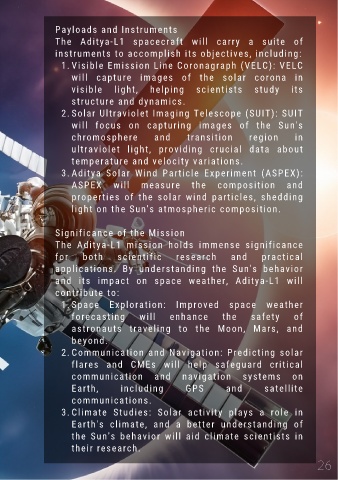 Payloads and Instruments
The Aditya-L1 spacecraft will carry a suite of
instruments to accomplish its objectives, including:
1. Visible Emission Line Coronagraph (VELC): VELC
will capture images of the solar corona in
visible light, helping scientists study its
structure and dynamics.
2. Solar Ultraviolet Imaging Telescope (SUIT): SUIT
will focus on capturing images of the Sun's
chromosphere and transition region in
ultraviolet light, providing crucial data about
temperature and velocity variations.
3. Aditya Solar Wind Particle Experiment (ASPEX):
ASPEX will measure the composition and
properties of the solar wind particles, shedding
light on the Sun's atmospheric composition.
Significance of the Mission
The Aditya-L1 mission holds immense significance
for both scientific research and practical
applications. By understanding the Sun's behavior
and its impact on space weather, Aditya-L1 will
contribute to:
1. Space Exploration: Improved space weather
forecasting will enhance the safety of
astronauts traveling to the Moon, Mars, and
beyond.
2. Communication and Navigation: Predicting solar
flares and CMEs will help safeguard critical
communication and navigation systems on
Earth, including GPS and satellite
communications.
3. Climate Studies: Solar activity plays a role in
Earth's climate, and a better understanding of
the Sun's behavior will aid climate scientists in
their research.
26